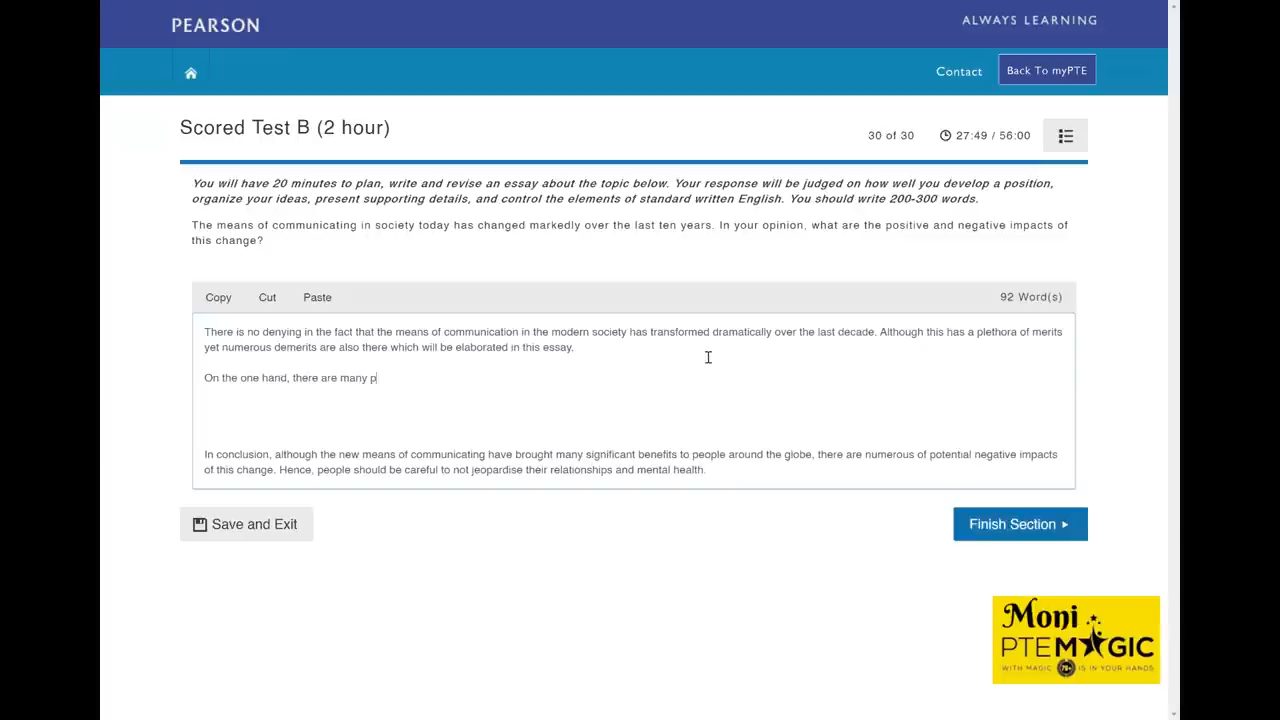 PEARSON
ALWAYS LEARNING
Contact
Back To myPTE
Scored Test B (2 hour)
30 of 30
27:49 / 56:00
You will have 20 minutes to plan, write and revise an essay about the topic below. Your response will be judged on how well you develop a position,
organize your ideas, present supporting details, and control the elements of standard written English. You should write 200-300 words.
The means of communicating in society today has changed markedly over the last ten years. In your opinion, what are the positive and negative impacts of
this change?
Copy Cut Paste
92 Word(s)
There is no denying in the fact that the means of communication in the modern society has transformed dramatically over the last decade. Although this has a plethora of merits
yet numerous demerits are also there which will be elaborated in this essay.
On the one hand, there are many p
In conclusion, although the new means of communicating have brought many significant benefits to people around the globe, there are numerous of potential negative impacts
of this change. Hence, people should be careful to not jeopardise their relationships and mental health.
Save and Exit
Finish Section
Moni
PTE MAGIC
WITH MAGIC 79+ IS IN YOUR HANDS